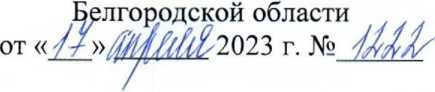 Белгородской области
от «17» апреля 2023 г. № 1222